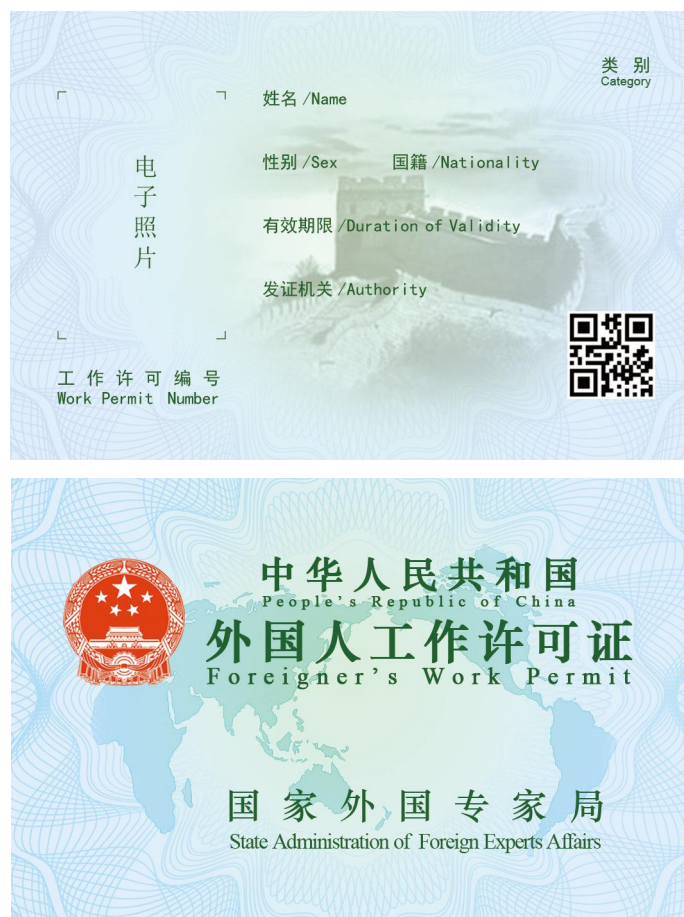 类 别
Category
姓名 /Name
电子照片
性别 /Sex 国籍 /Nationality
有效期限 /Duration of Validity
发证机关 /Authority
工作许可编号
Work Permit Number
中华人民共和国
People's Republic of China
外国人工作许可证
Foreigner's Work Permit
国家外国专家局
State Administration of Foreign Experts Affairs